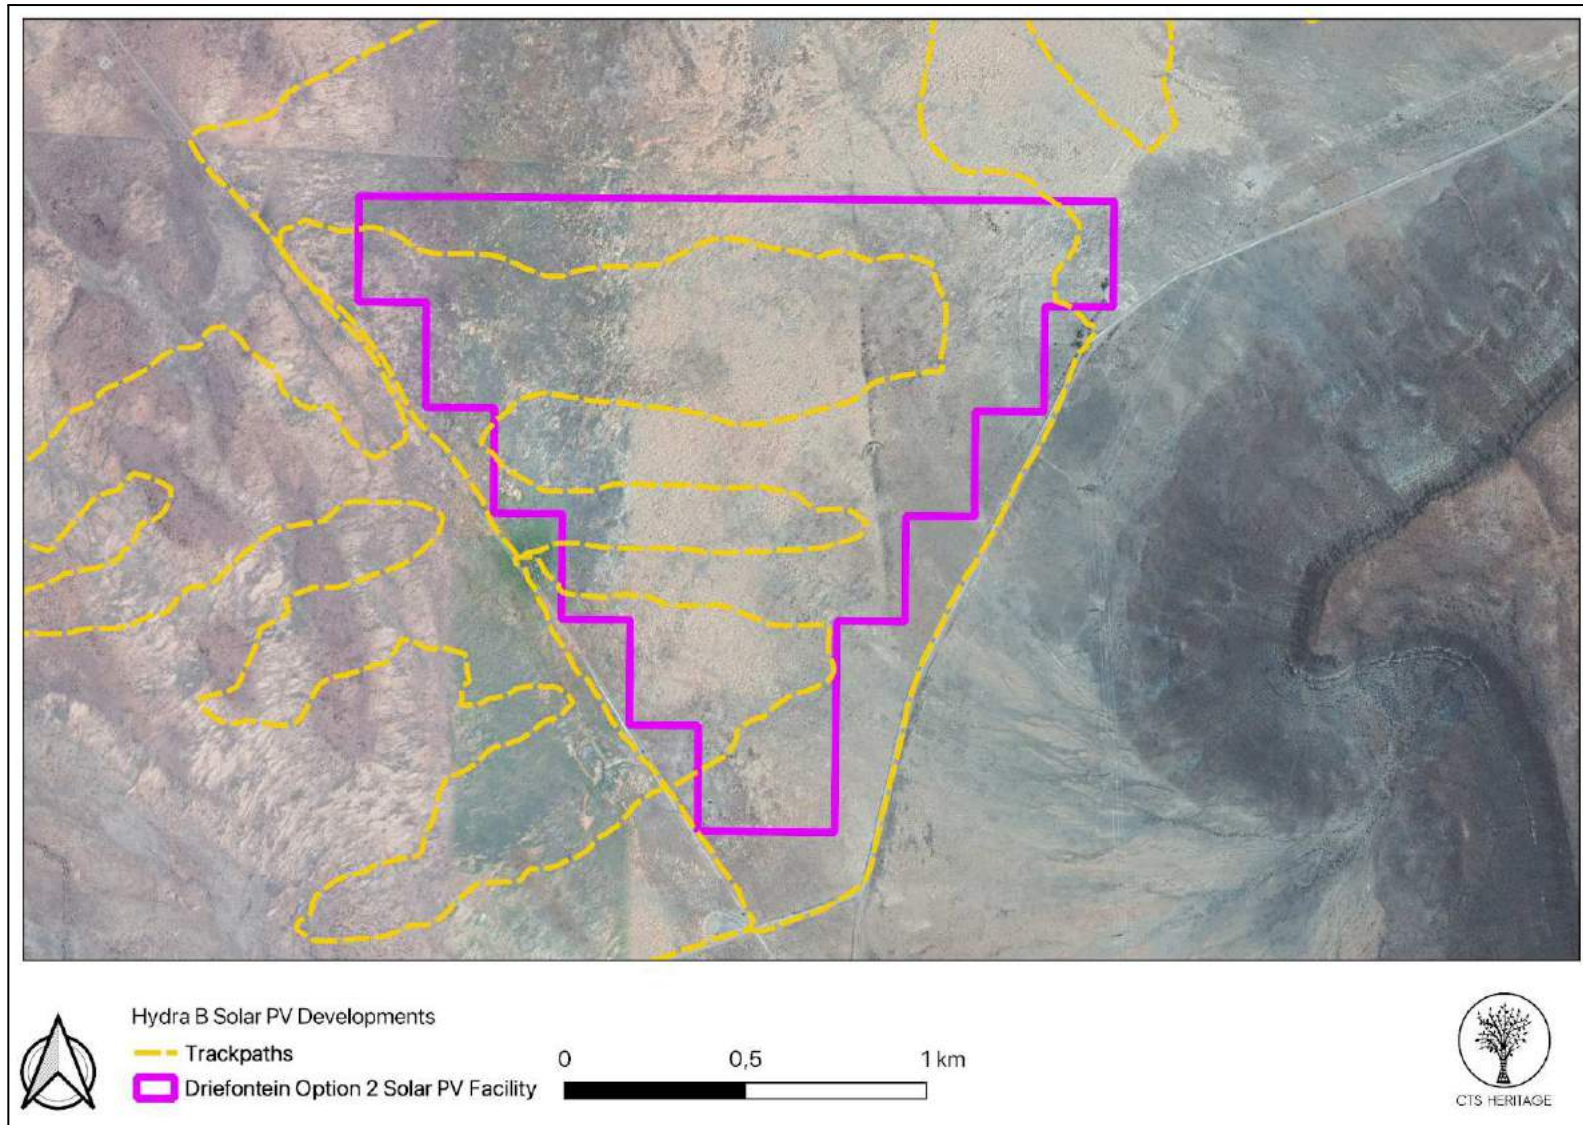 Hydra B Solar PV Developments
Trackpaths
Driefontein Option 2 Solar PV Facility
0 0,5 1 km
CTS HERITAGE